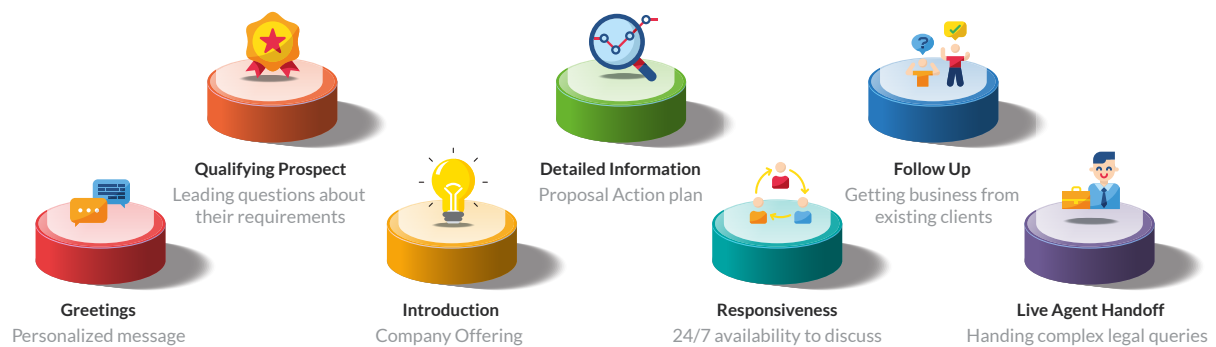 Qualifying Prospect
Leading questions about
their requirements
Detailed Information
Proposal Action plan
?
Follow Up
Getting business from
existing clients
Greetings
Personalized message
Introduction
Company Offering
Responsiveness
24/7 availability to discuss
Live Agent Handoff
Handing complex legal queries